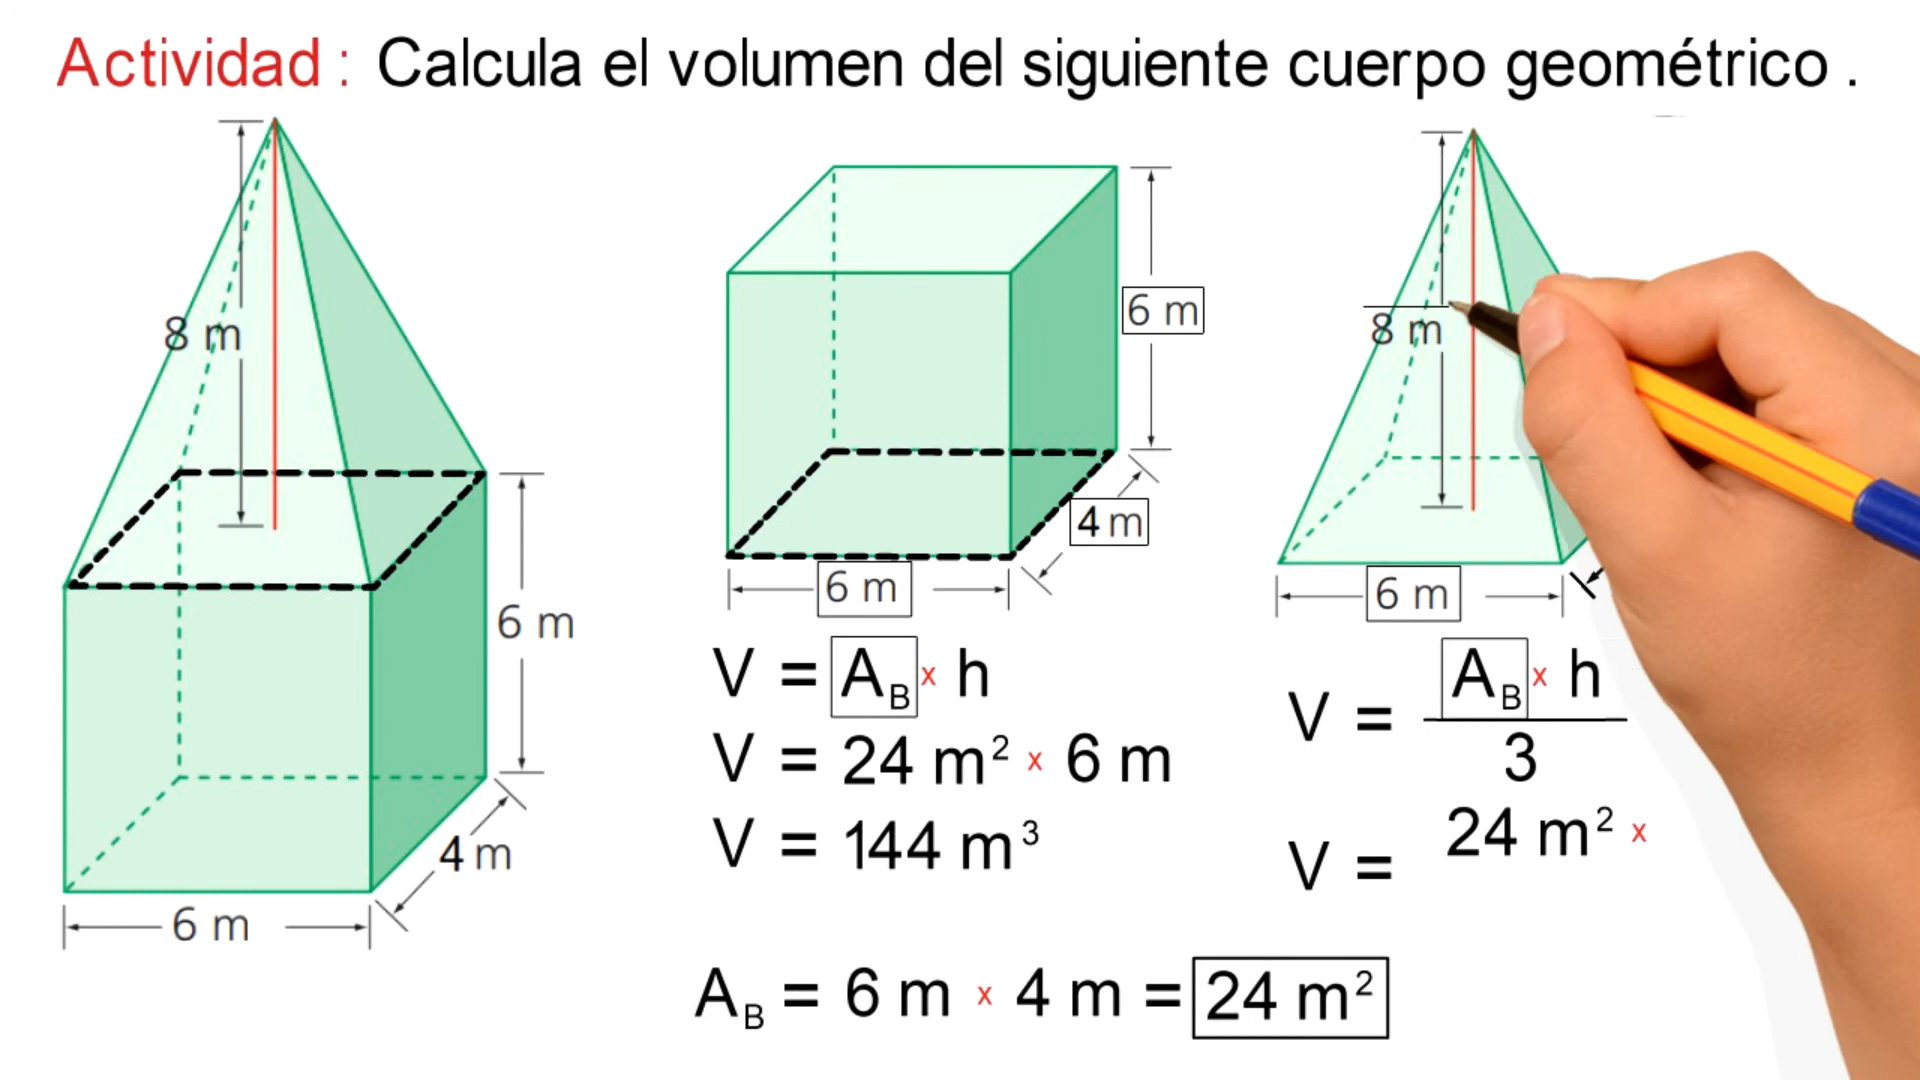 Actividad : Calcula el volumen del siguiente cuerpo geométrico .
8 m
6 m
4 m
6 m
6 m
4 m
6 m
V = A_B x h
V = 24 m² x 6 m
V = 144 m³
8 m
6 m
V = A_B x h
3
V = 24 m² x
A_B = 6 m x 4 m = 24 m²